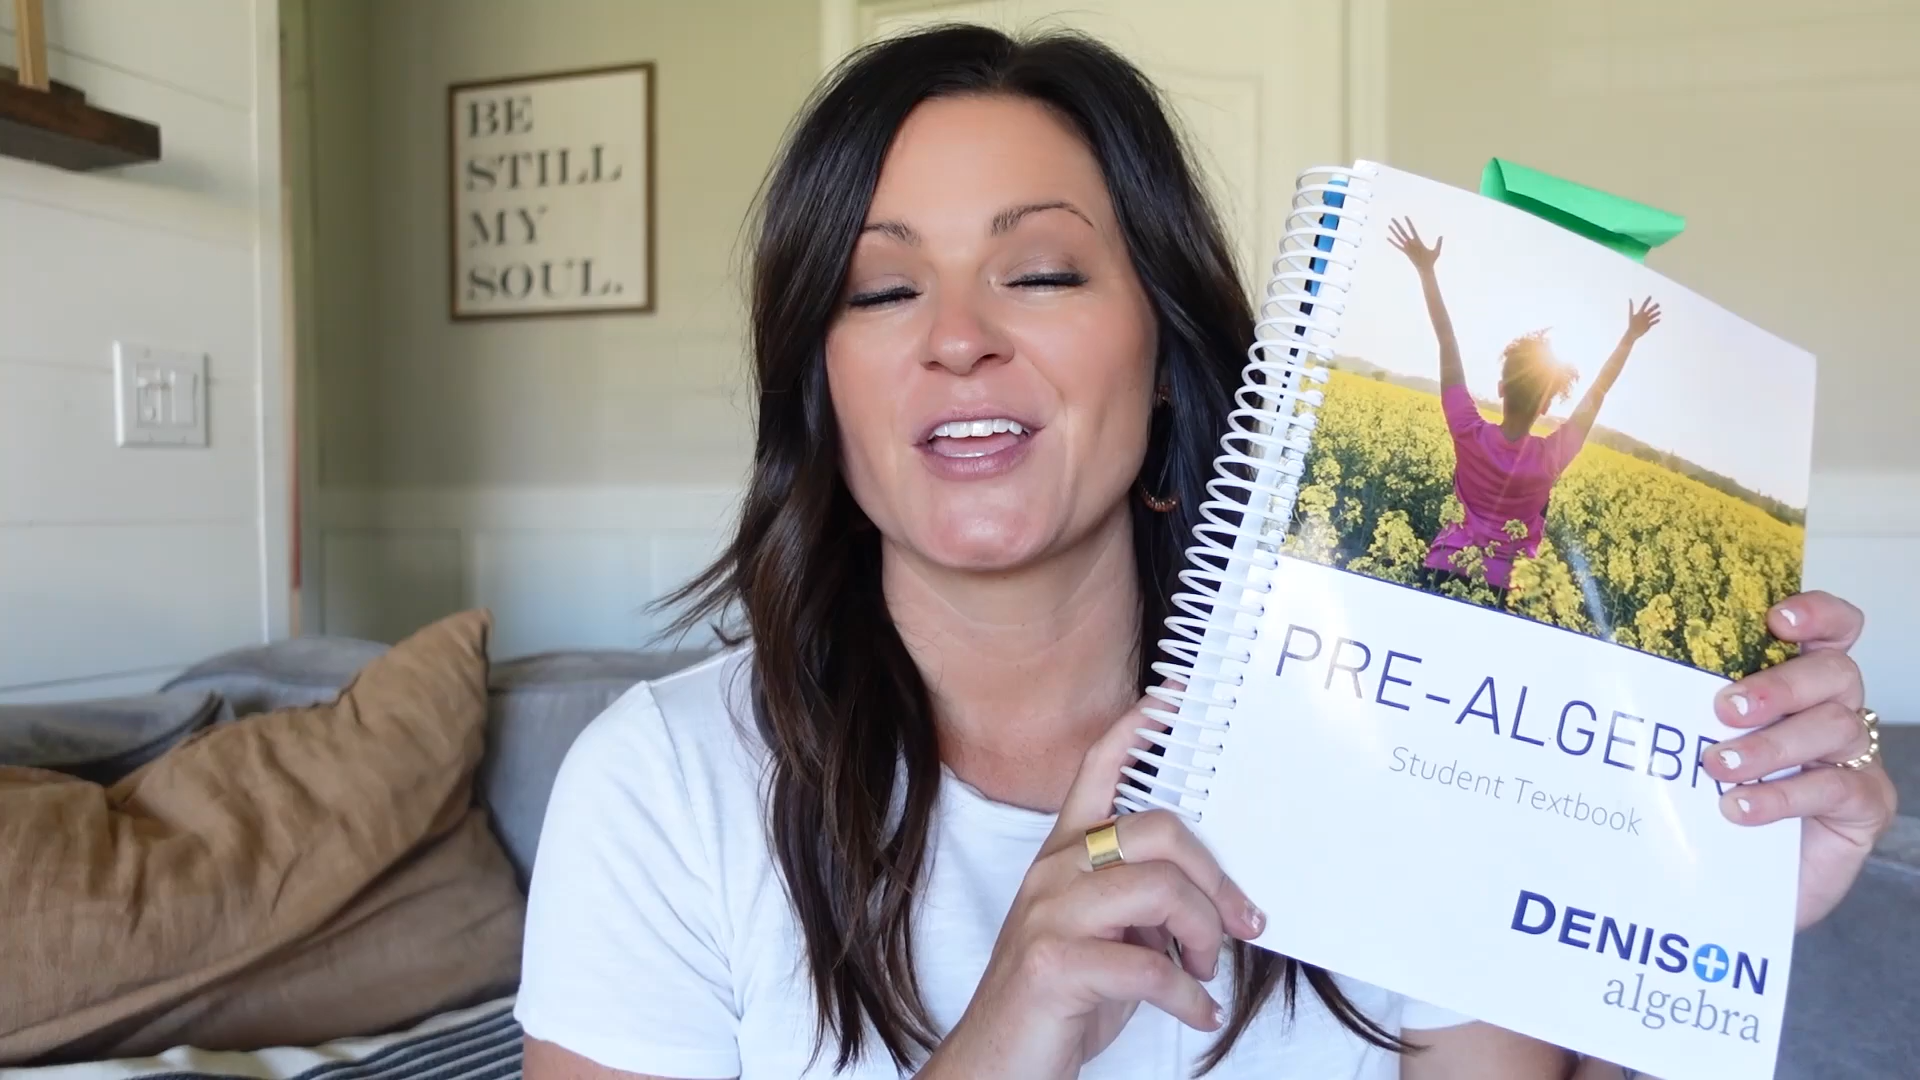 BE
STILL
MY
SOUL.
PRE-ALGEBR
Student Textbook
DENISON
algebra